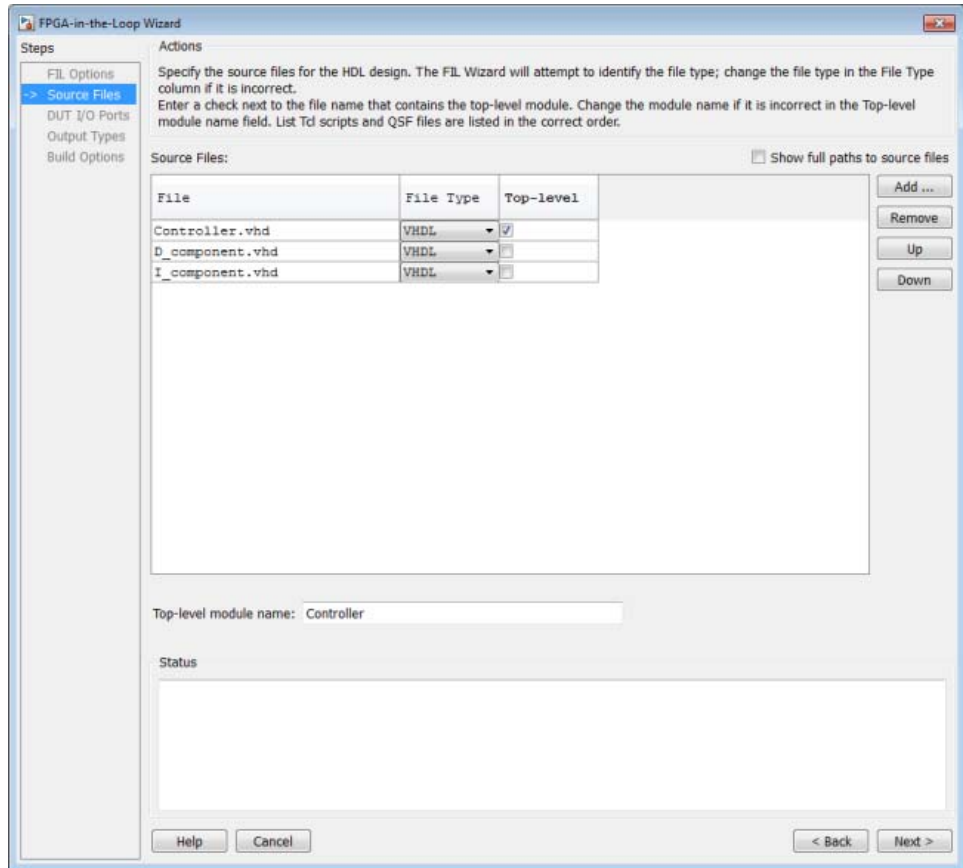 FPGA-in-the-Loop Wizard
Steps
FIL Options
-> Source Files
DUT I/O Ports
Output Types
Build Options
Actions
Specify the source files for the HDL design. The FIL Wizard will attempt to identify the file type; change the file type in the File Type
column if it is incorrect.
Enter a check next to the file name that contains the top-level module. Change the module name if it is incorrect in the Top-level
module name field. List Tcl scripts and QSF files are listed in the correct order.
Source Files:
Show full paths to source files
File File Type Top-level
Controller.vhd VHDL
D_component.vhd VHDL
I_component.vhd VHDL
Add ...
Remove
Up
Down
Top-level module name: Controller
Status
Help Cancel < Back Next >